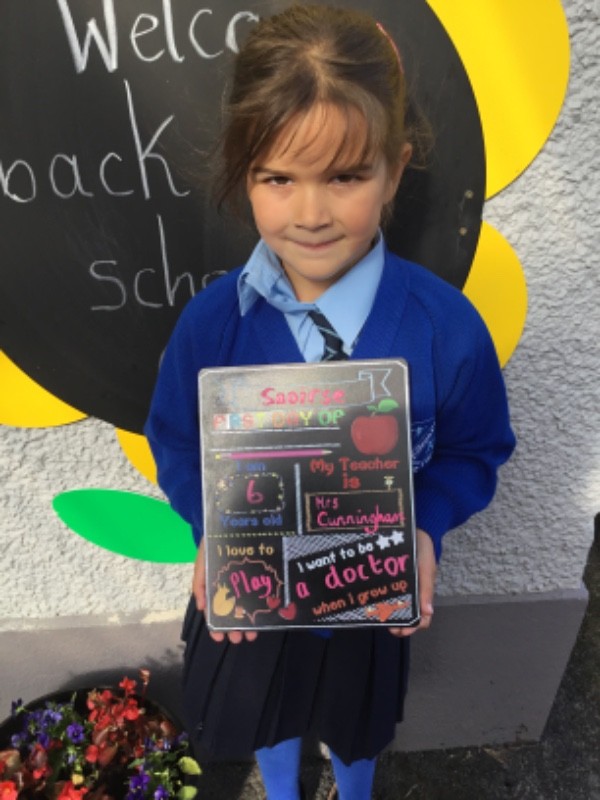 Welco
back
scho
Saoirse
FIRST DAY OF
I am
6
Years old
My Teacher
is
Mrs
Cunningham
I love to
Play
I want to be
a doctor
when i grow up